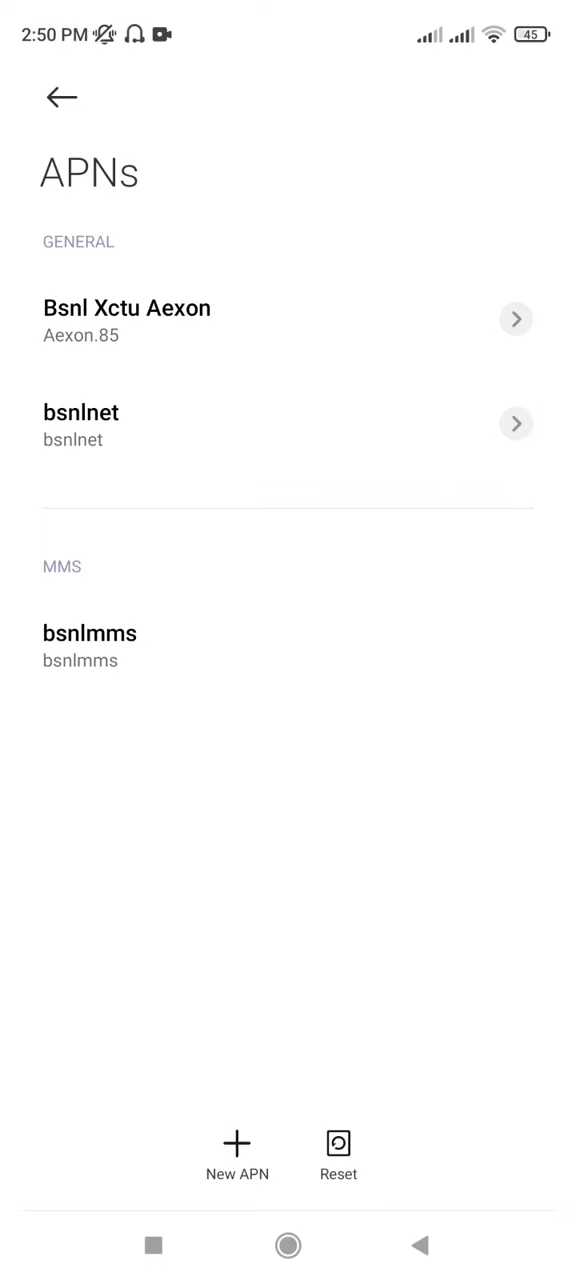 2:50 PM
45
APNs
GENERAL
Bsnl Xctu Aexon
Aexon.85
bsnlnet
bsnlnet
MMS
bsnlmms
bsnlmms
New APN
Reset